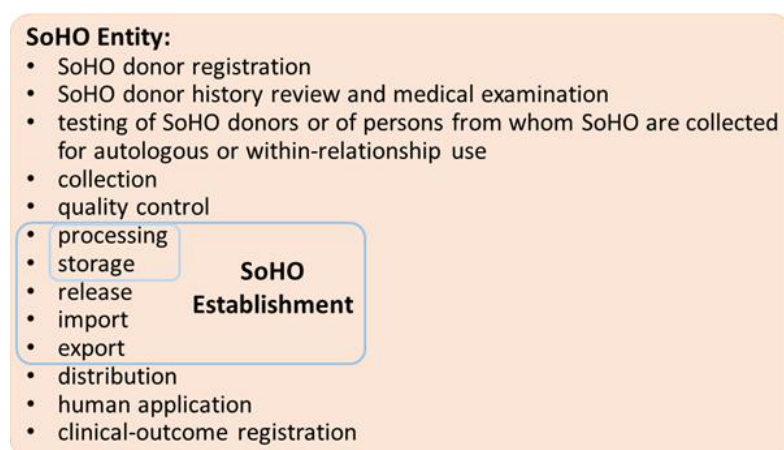 SoHO Entity:
• SoHO donor registration
• SoHO donor history review and medical examination
• testing of SoHO donors or of persons from whom SoHO are collected
for autologous or within-relationship use
• collection
• quality control
• processing
• storage
• release
• import
• export
SoHO
Establishment
• distribution
• human application
• clinical-outcome registration